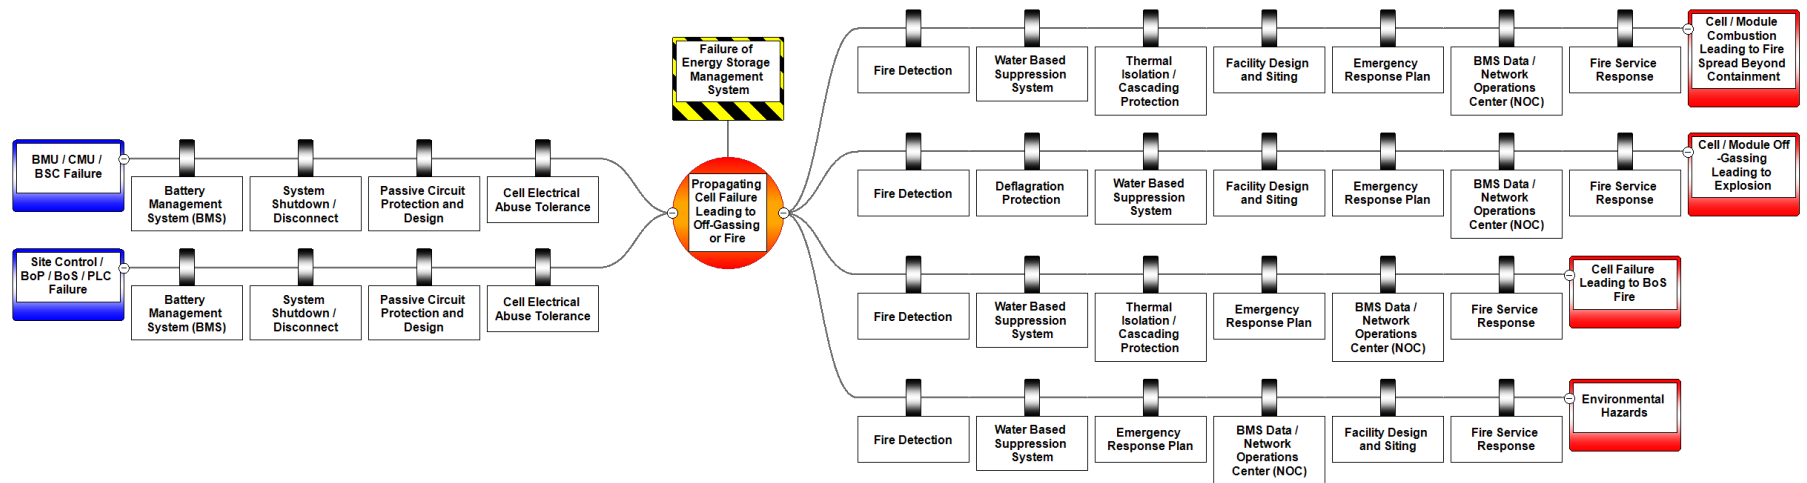 Failure of
Energy Storage
Management
System
BMU / CMU /
BSC Failure
Battery
Management
System (BMS)
System
Shutdown /
Disconnect
Passive Circuit
Protection and
Design
Cell Electrical
Abuse Tolerance
Site Control /
BoP / BoS / PLC
Failure
Battery
Management
System (BMS)
System
Shutdown /
Disconnect
Passive Circuit
Protection and
Design
Cell Electrical
Abuse Tolerance
Propagating
Cell Failure
Leading to
Off-Gassing
or Fire
Fire Detection
Water Based
Suppression
System
Thermal
Isolation /
Cascading
Protection
Facility Design
and Siting
Emergency
Response Plan
BMS Data /
Network
Operations
Center (NOC)
Fire Service
Response
Cell / Module
Combustion
Leading to Fire
Spread Beyond
Containment
Fire Detection
Deflagration
Protection
Water Based
Suppression
System
Facility Design
and Siting
Emergency
Response Plan
BMS Data /
Network
Operations
Center (NOC)
Fire Service
Response
Cell / Module Off
-Gassing
Leading to
Explosion
Fire Detection
Water Based
Suppression
System
Thermal
Isolation /
Cascading
Protection
Emergency
Response Plan
BMS Data /
Network
Operations
Center (NOC)
Fire Service
Response
Cell Failure
Leading to BoS
Fire
Fire Detection
Water Based
Suppression
System
Emergency
Response Plan
BMS Data /
Network
Operations
Center (NOC)
Facility Design
and Siting
Fire Service
Response
Environmental
Hazards